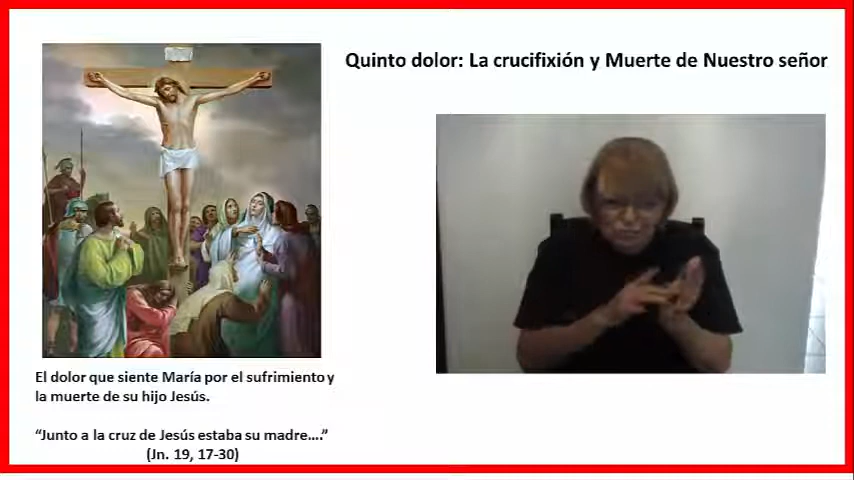 Quinto dolor: La crucifixión y Muerte de Nuestro señor
El dolor que siente María por el sufrimiento y
la muerte de su hijo Jesús.
“Junto a la cruz de Jesús estaba su madre….”
(Jn. 19, 17-30)